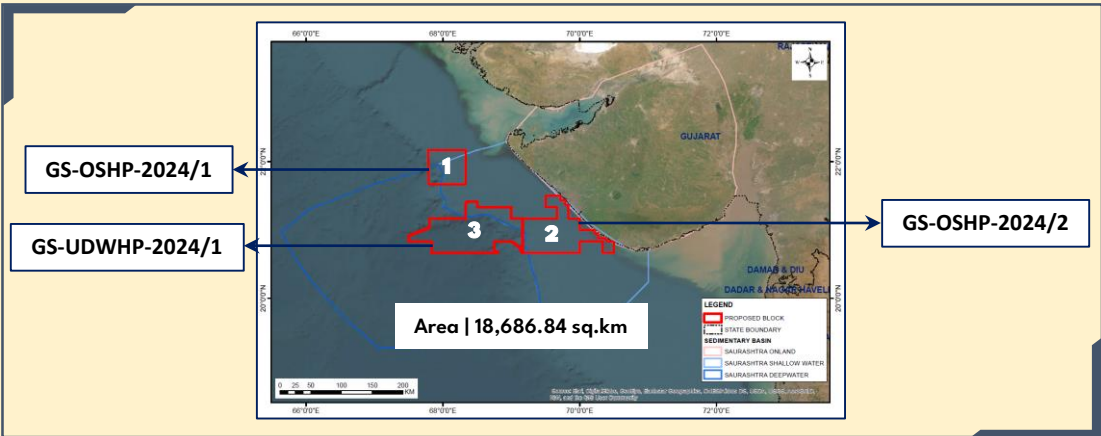 66°0'0"E 68°0'0"E 70°0'0"E 72°0'0"E
N
GUJARAT
22°0'0"N
22°0'0"N
1
GS-OSHP-2024/1
GS-OSHP-2024/2
3
2
GS-UDWHP-2024/1
DAMAN & DIU
DADAR & NAGAR HAVELI
20°0'0"N
20°0'0"N
Area | 18,686.84 sq.km
LEGEND
PROPOSED BLOCK
STATE BOUNDARY
SEDIMENTARY BASIN
SAURASHTRA ONLAND
SAURASHTRA SHALLOW WATER
SAURASHTRA DEEPWATER
0 25 50 100 150 200
KM
66°0'0"E 68°0'0"E 70°0'0"E 72°0'0"E